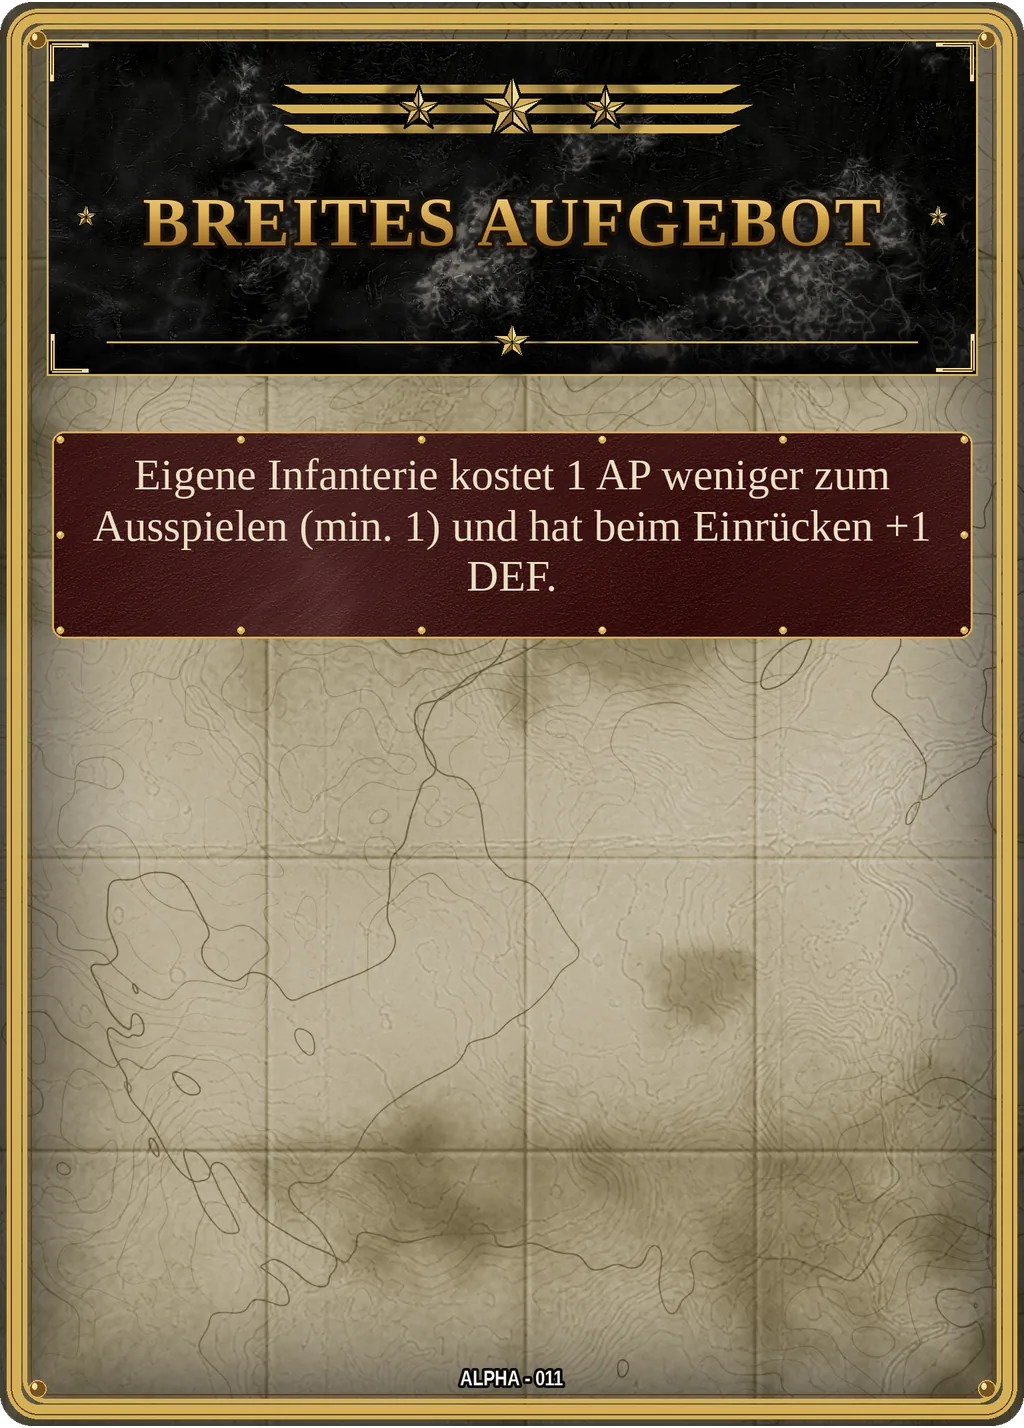 BREITES AUFGEBOT
Eigene Infanterie kostet 1 AP weniger zum
Ausspielen (min. 1) und hat beim Einrücken +1
DEF.
ALPHA - 011